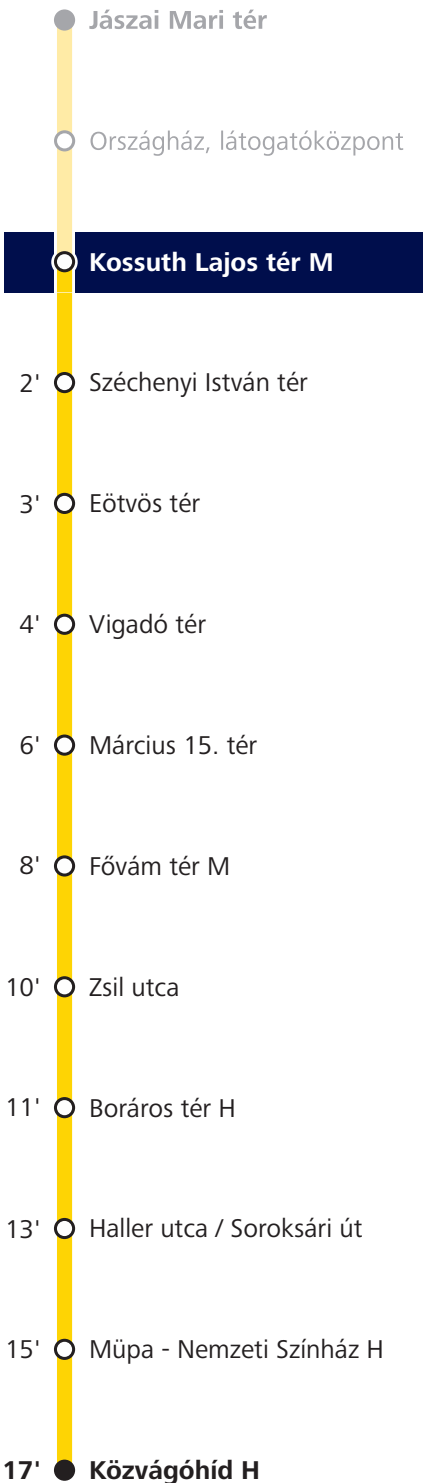 Jászai Mari tér
Országház, látogatóközpont
Kossuth Lajos tér M
2' Széchenyi István tér
3' Eötvös tér
4' Vigadó tér
6' Március 15. tér
8' Fővám tér M
10' Zsil utca
11' Boráros tér H
13' Haller utca / Soroksári út
15' Müpa - Nemzeti Színház H
17' Közvágóhíd H